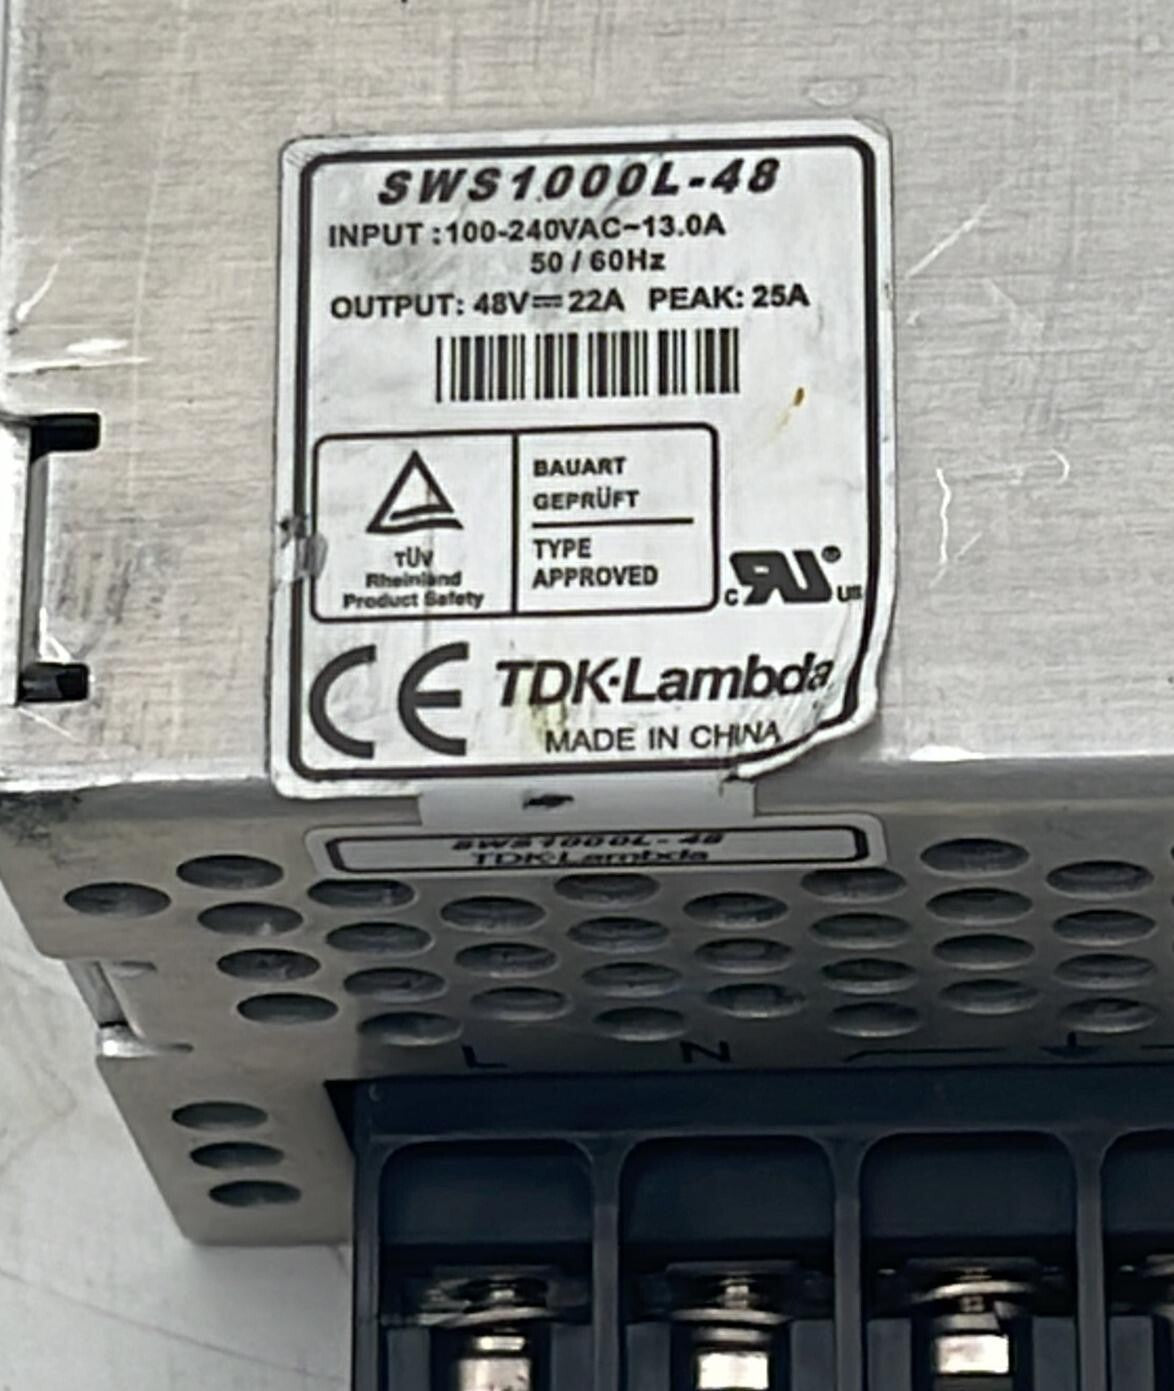 SWS1000L-48
INPUT :100-240VAC~13.0A
50 / 60Hz
OUTPUT: 48V⎓22A PEAK: 25A
TÜV
Rheinland
Product Safety
BAUART
GEPRÜFT
TYPE
APPROVED
c RU ® us
CE
TDK·Lambda
MADE IN CHINA
SWS1000L-48
TDK·Lambda
L N